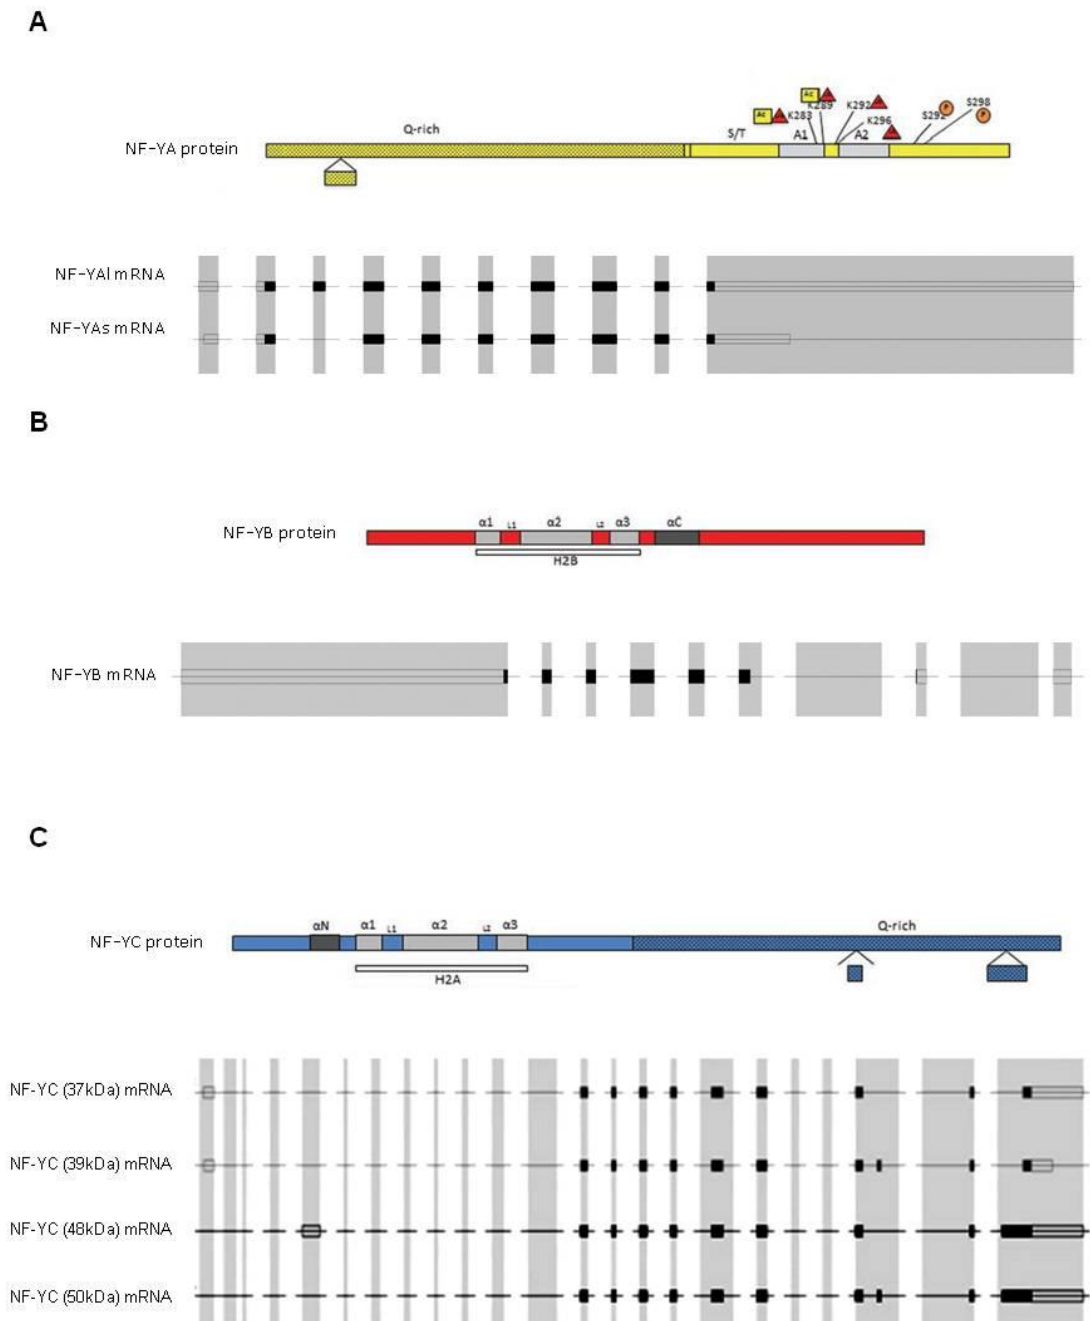 A
Ac
Ac
K289
K292
S298
K283
S292
Q-rich
S/T
A1
K296
A2
P
P
NF-YA protein
NF-YAl mRNA
NF-YAs mRNA
B
α1
L1
α2
L2
α3
αC
NF-YB protein
H2B
NF-YB mRNA
C
αN
α1
L1
α2
L2
α3
Q-rich
NF-YC protein
H2A
NF-YC (37kDa) mRNA
NF-YC (39kDa) mRNA
NF-YC (48kDa) mRNA
NF-YC (50kDa) mRNA